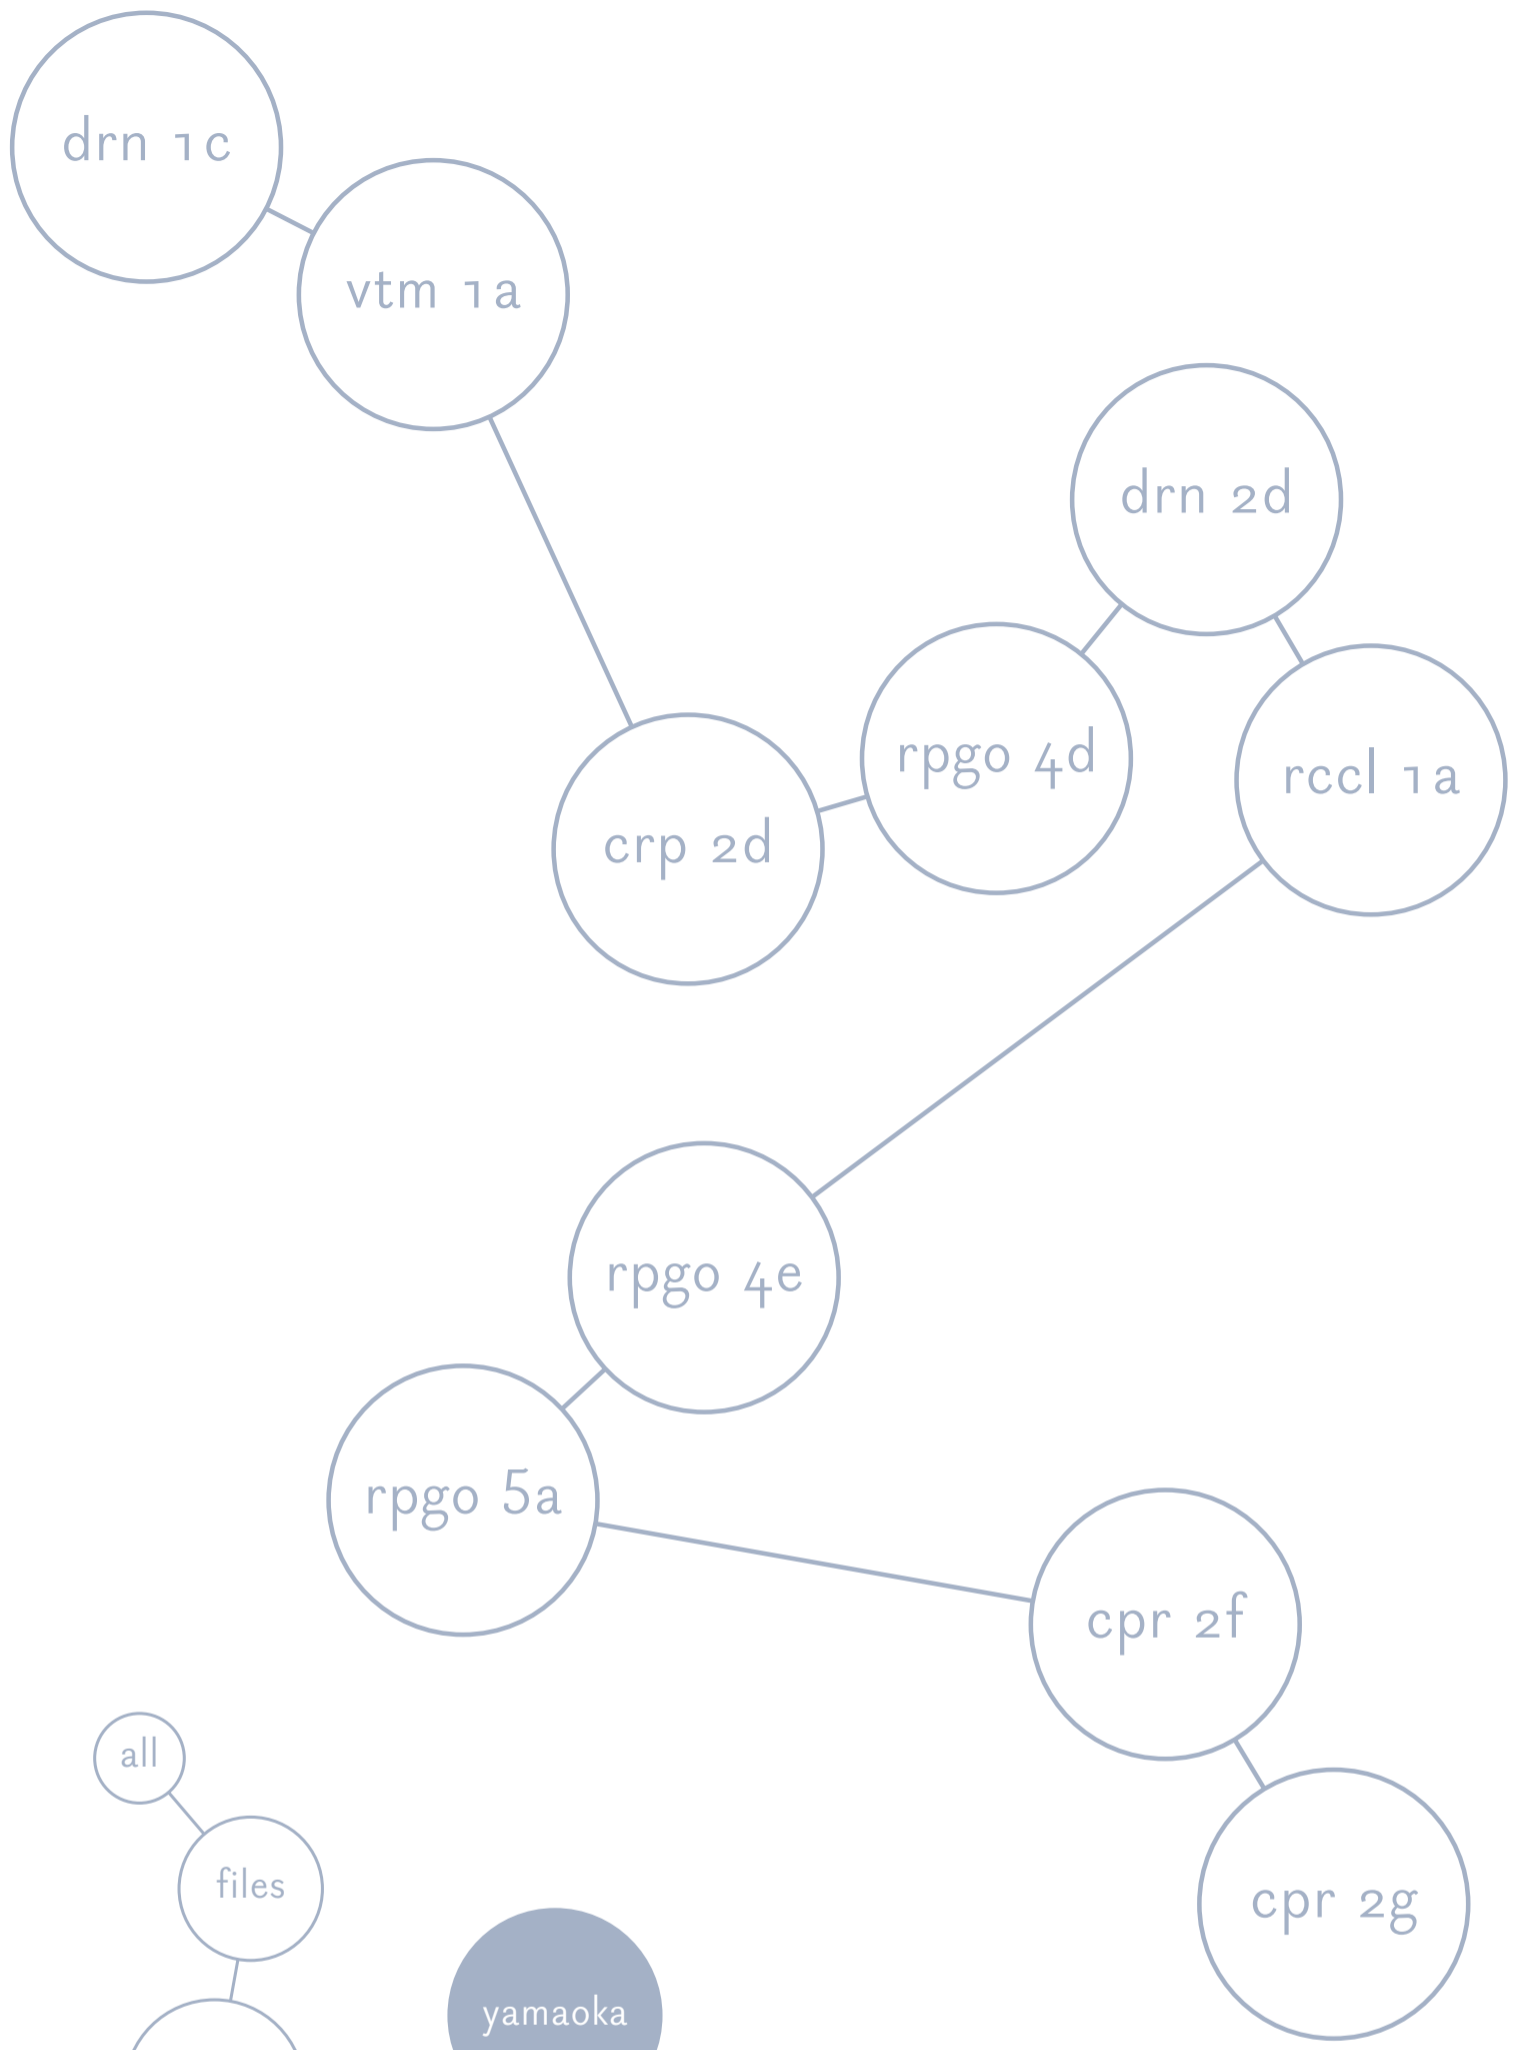 drn 1c
vtm 1a
drn 2d
rpgo 4d
rccl 1a
crp 2d
rpgo 4e
rpgo 5a
cpr 2f
all
files
cpr 2g
yamaoka